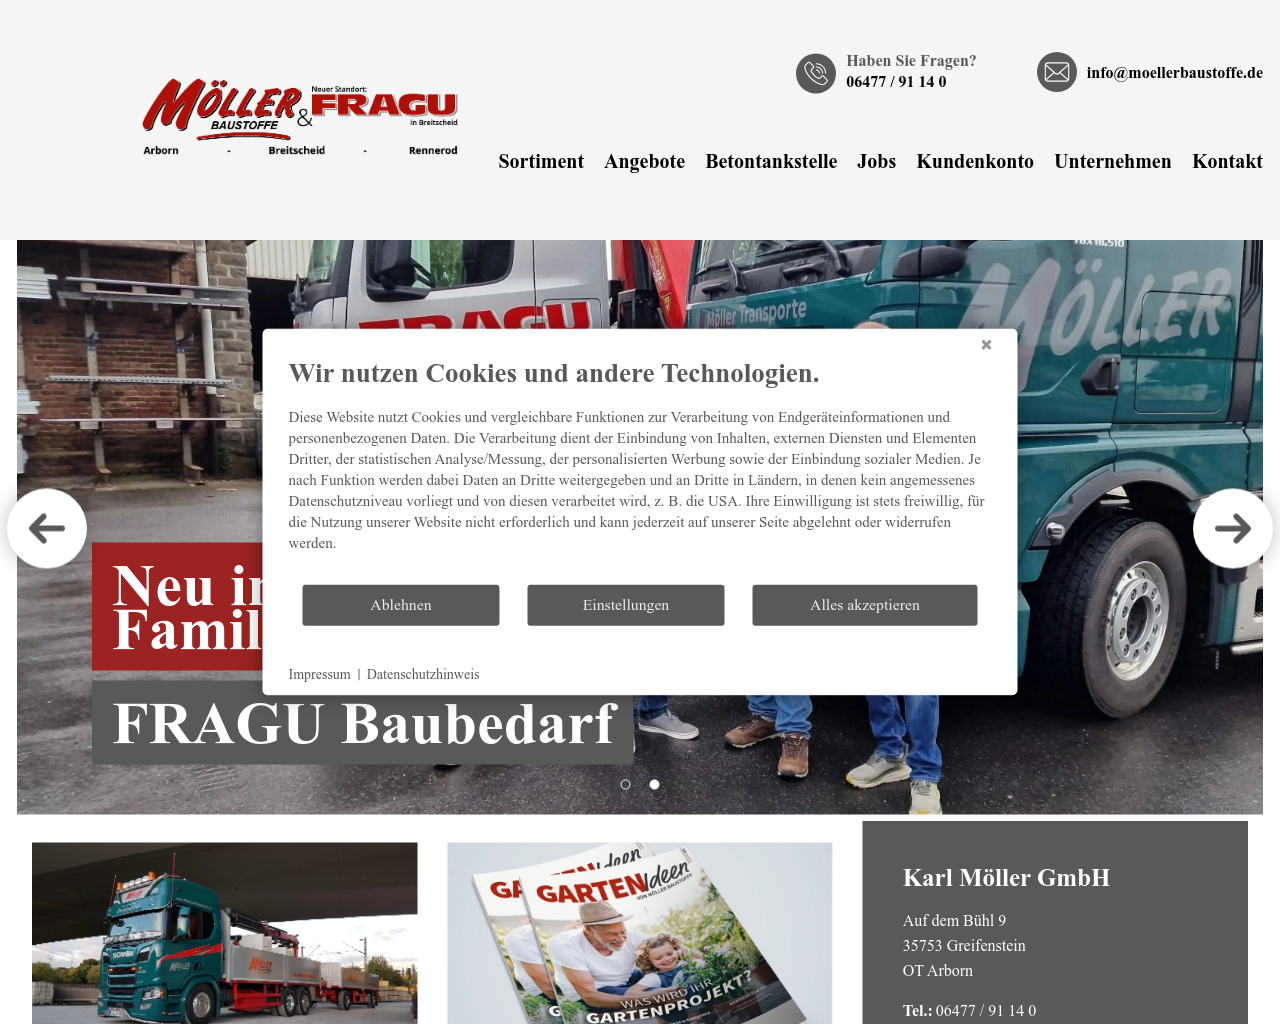 Haben Sie Fragen?
06477 / 91 14 0
info@moellerbaustoffe.de
MÖLLER
BAUSTOFFE
&
Neuer Standort:
FRAGU
in Breitscheid
Arborn - Breitscheid - Rennerod
Sortiment Angebote Betontankstelle Jobs Kundenkonto Unternehmen Kontakt
FRAGU
Möller Transporte
MÖLLER
Wir nutzen Cookies und andere Technologien.
Diese Website nutzt Cookies und vergleichbare Funktionen zur Verarbeitung von Endgeräteinformationen und
personenbezogenen Daten. Die Verarbeitung dient der Einbindung von Inhalten, externen Diensten und Elementen
Dritter, der statistischen Analyse/Messung, der personalisierten Werbung sowie der Einbindung sozialer Medien. Je
nach Funktion werden dabei Daten an Dritte weitergegeben und an Dritte in Ländern, in denen kein angemessenes
Datenschutzniveau vorliegt und von diesen verarbeitet wird, z. B. die USA. Ihre Einwilligung ist stets freiwillig, für
die Nutzung unserer Website nicht erforderlich und kann jederzeit auf unserer Seite abgelehnt oder widerrufen
werden.
Ablehnen Einstellungen Alles akzeptieren
Impressum | Datenschutzhinweis
Neu
Famil
FRAGU Baubedarf
SCANIA
MÖLLER
GARTENideen
VON MÖLLER BAUSTOFFE
WAS WIRD IHR
GARTENPROJEKT?
Karl Möller GmbH
Auf dem Bühl 9
35753 Greifenstein
OT Arborn
Tel.: 06477 / 91 14 0